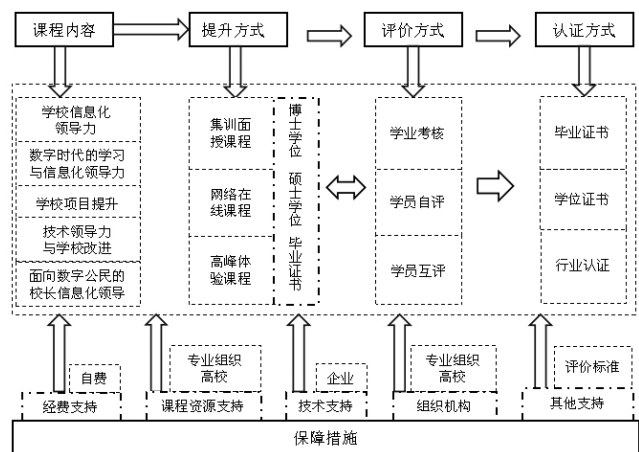 课程内容
提升方式
评价方式
认证方式
学校信息化
领导力
数字时代的学习
与信息化领导力
学校项目提升
技术领导力
与学校改进
面向数字公民的
校长信息化领导
集训面
授课程
网络在
线课程
高峰体
验课程
博士学位
硕士学位
毕业证书
学业考核
学员自评
学员互评
毕业证书
学位证书
行业认证
自费
经费支持
专业组织
高校
课程资源支持
企业
技术支持
专业组织
高校
组织机构
评价标准
其他支持
保障措施